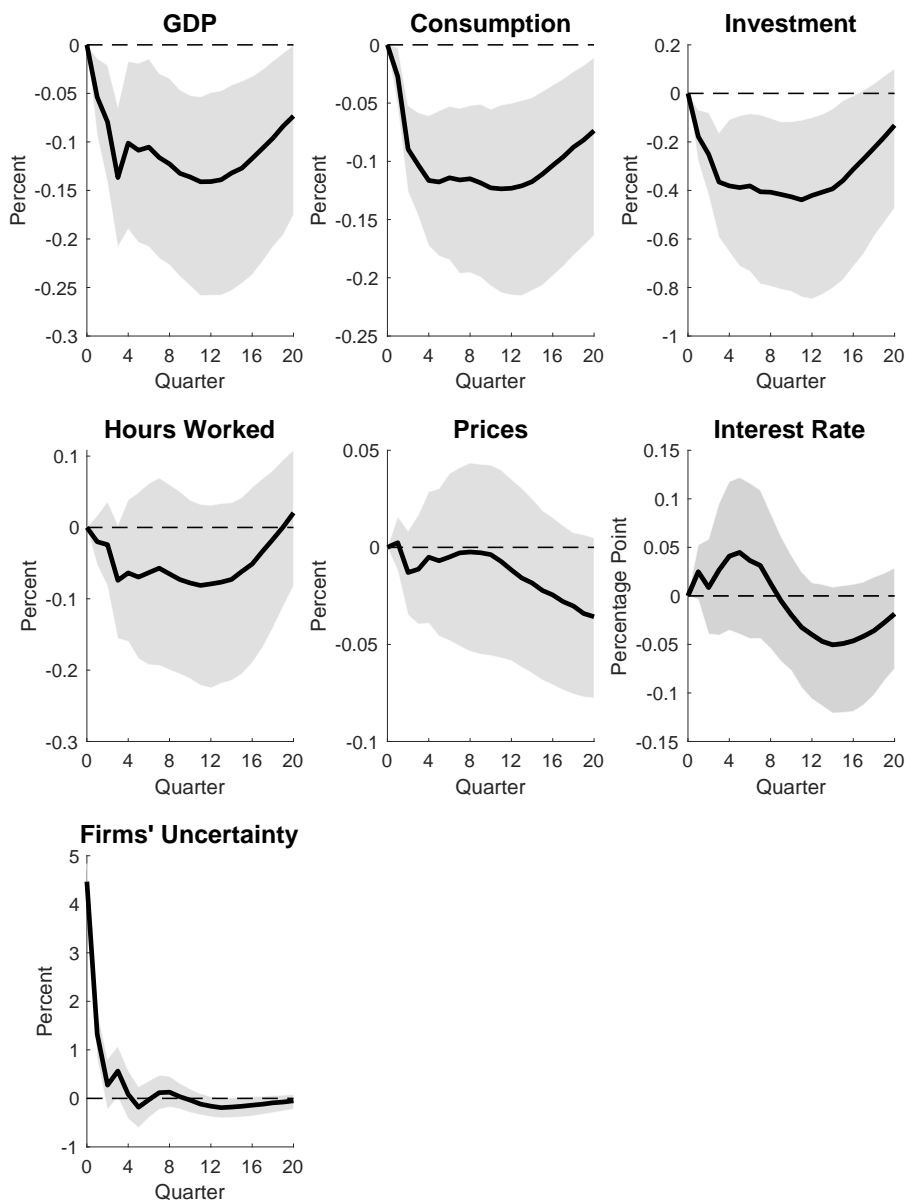 GDP
0
-0.05
-0.1
-0.15
-0.2
-0.25
-0.3
Percent
0 4 8 12 16 20
Quarter
Consumption
0
-0.05
-0.1
-0.15
-0.2
-0.25
Percent
0 4 8 12 16 20
Quarter
Investment
0.2
0
-0.2
-0.4
-0.6
-0.8
-1
Percent
0 4 8 12 16 20
Quarter
Hours Worked
0.1
0
-0.1
-0.2
-0.3
Percent
0 4 8 12 16 20
Quarter
Prices
0.05
0
-0.05
-0.1
Percent
0 4 8 12 16 20
Quarter
Interest Rate
0.15
0.1
0.05
0
-0.05
-0.1
-0.15
Percentage Point
0 4 8 12 16 20
Quarter
Firms' Uncertainty
5
4
3
2
1
0
-1
Percent
0 4 8 12 16 20
Quarter